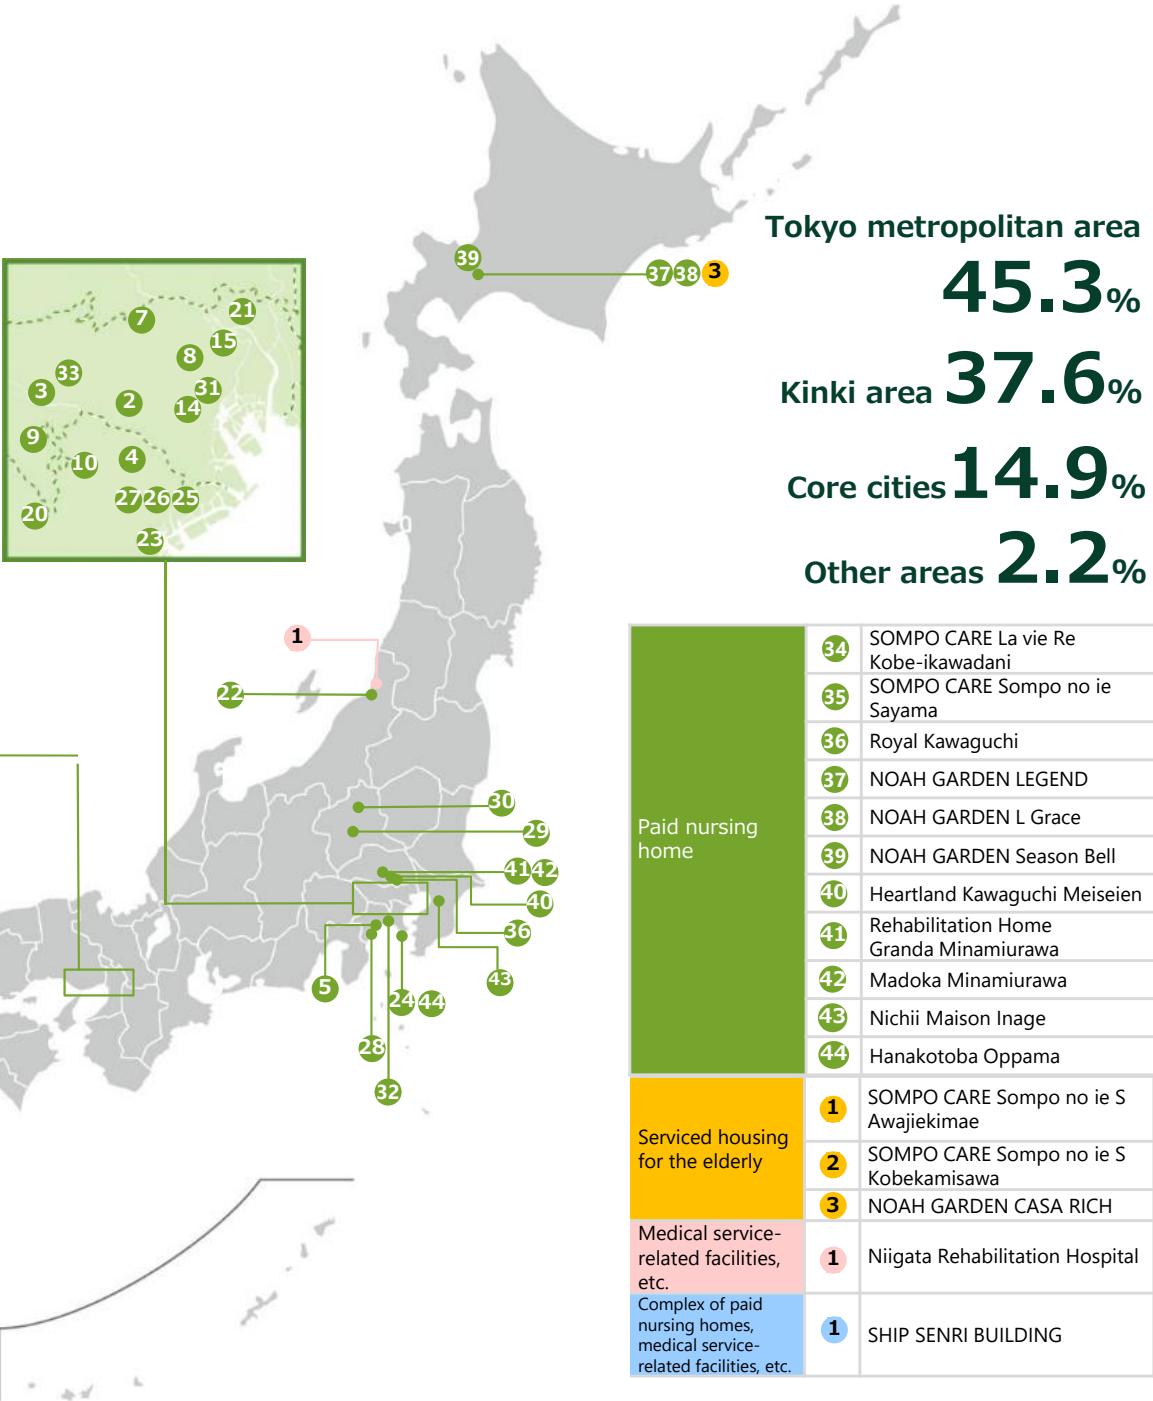 Tokyo metropolitan area
45.3%
Kinki area 37.6%
Core cities 14.9%
Other areas 2.2%
39
37 38 3
7
21
15
8
33
3
2
31
14
9
10
4
27 26 25
20
23
1
22
30
29
41 42
40
36
43
5
24 44
28
32
Paid nursing
home
34 SOMPO CARE La vie Re
Kobe-ikawadani
35 SOMPO CARE Sompo no ie
Sayama
36 Royal Kawaguchi
37 NOAH GARDEN LEGEND
38 NOAH GARDEN L Grace
39 NOAH GARDEN Season Bell
40 Heartland Kawaguchi Meiseien
41 Rehabilitation Home
Granda Minamiurawa
42 Madoka Minamiurawa
43 Nichii Maison Inage
44 Hanakotoba Oppama
Serviced housing
for the elderly
1 SOMPO CARE Sompo no ie S
Awajiekimae
2 SOMPO CARE Sompo no ie S
Kobekamisawa
3 NOAH GARDEN CASA RICH
Medical service-
related facilities,
etc.
1 Niigata Rehabilitation Hospital
Complex of paid
nursing homes,
medical service-
related facilities, etc.
1 SHIP SENRI BUILDING